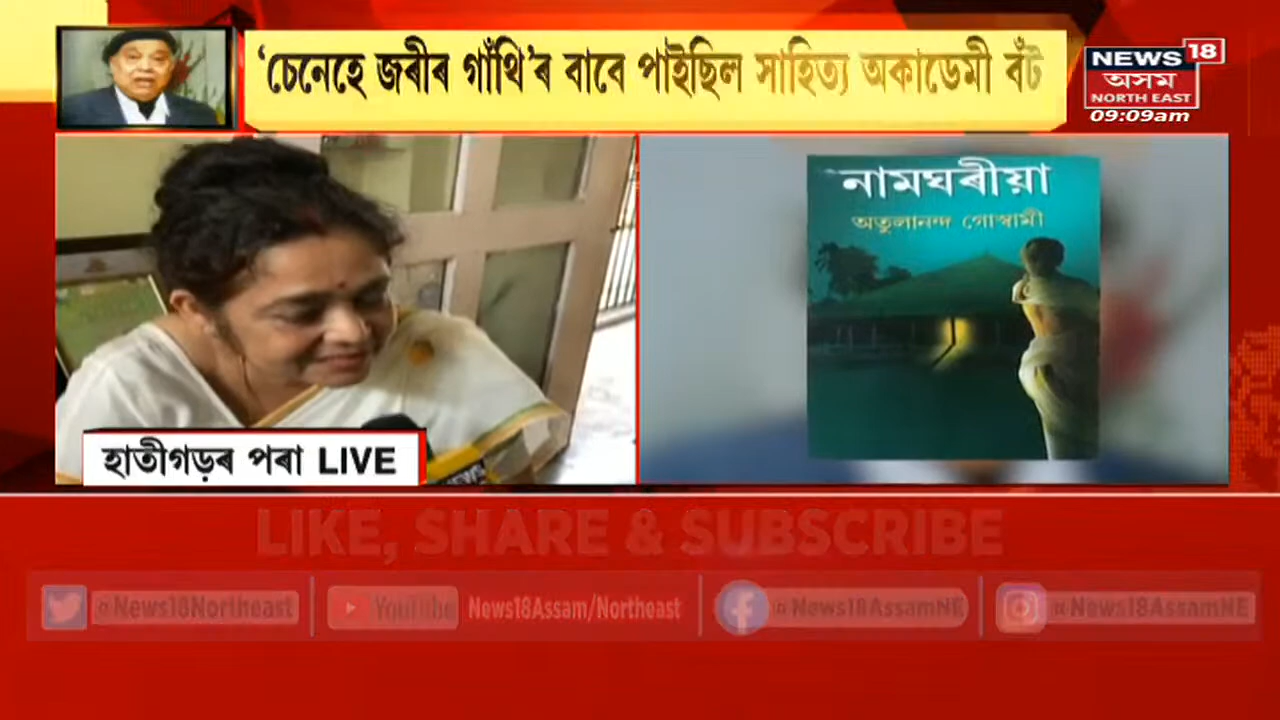 ‘চেনেহে জৰীৰ গাঁথি’ৰ বাবে পাইছিল সাহিত্য অকাডেমী বঁটা
NEWS 18
অসম
NORTH EAST
09:09am
নামঘৰীয়া
অতুলানন্দ গোস্বামী
হাতীগড়ৰ পৰা LIVE
LIKE, SHARE & SUBSCRIBE
@News18Northeast
YouTube
News18Assam/Northeast
@News18AssamNE
@News18AssamNE